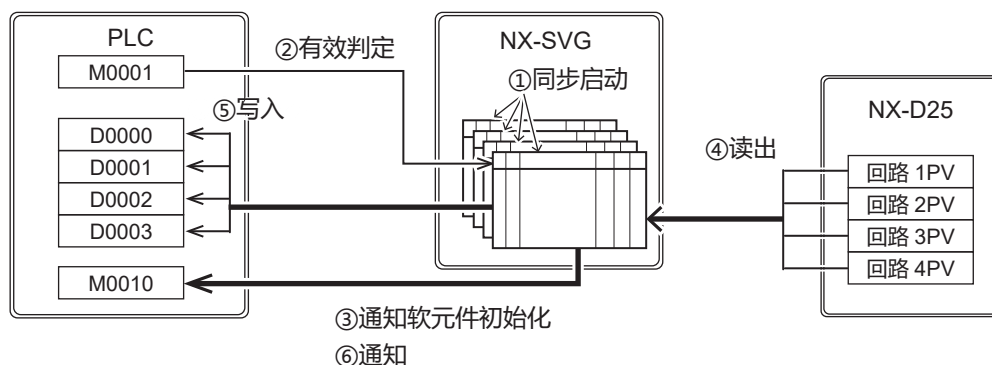 PLC
M0001
⑤写入
D0000
D0001
D0002
D0003
M0010
②有效判定
NX-SVG
①同步启动
④读出
NX-D25
回路 1PV
回路 2PV
回路 3PV
回路 4PV
③通知软元件初始化
⑥通知